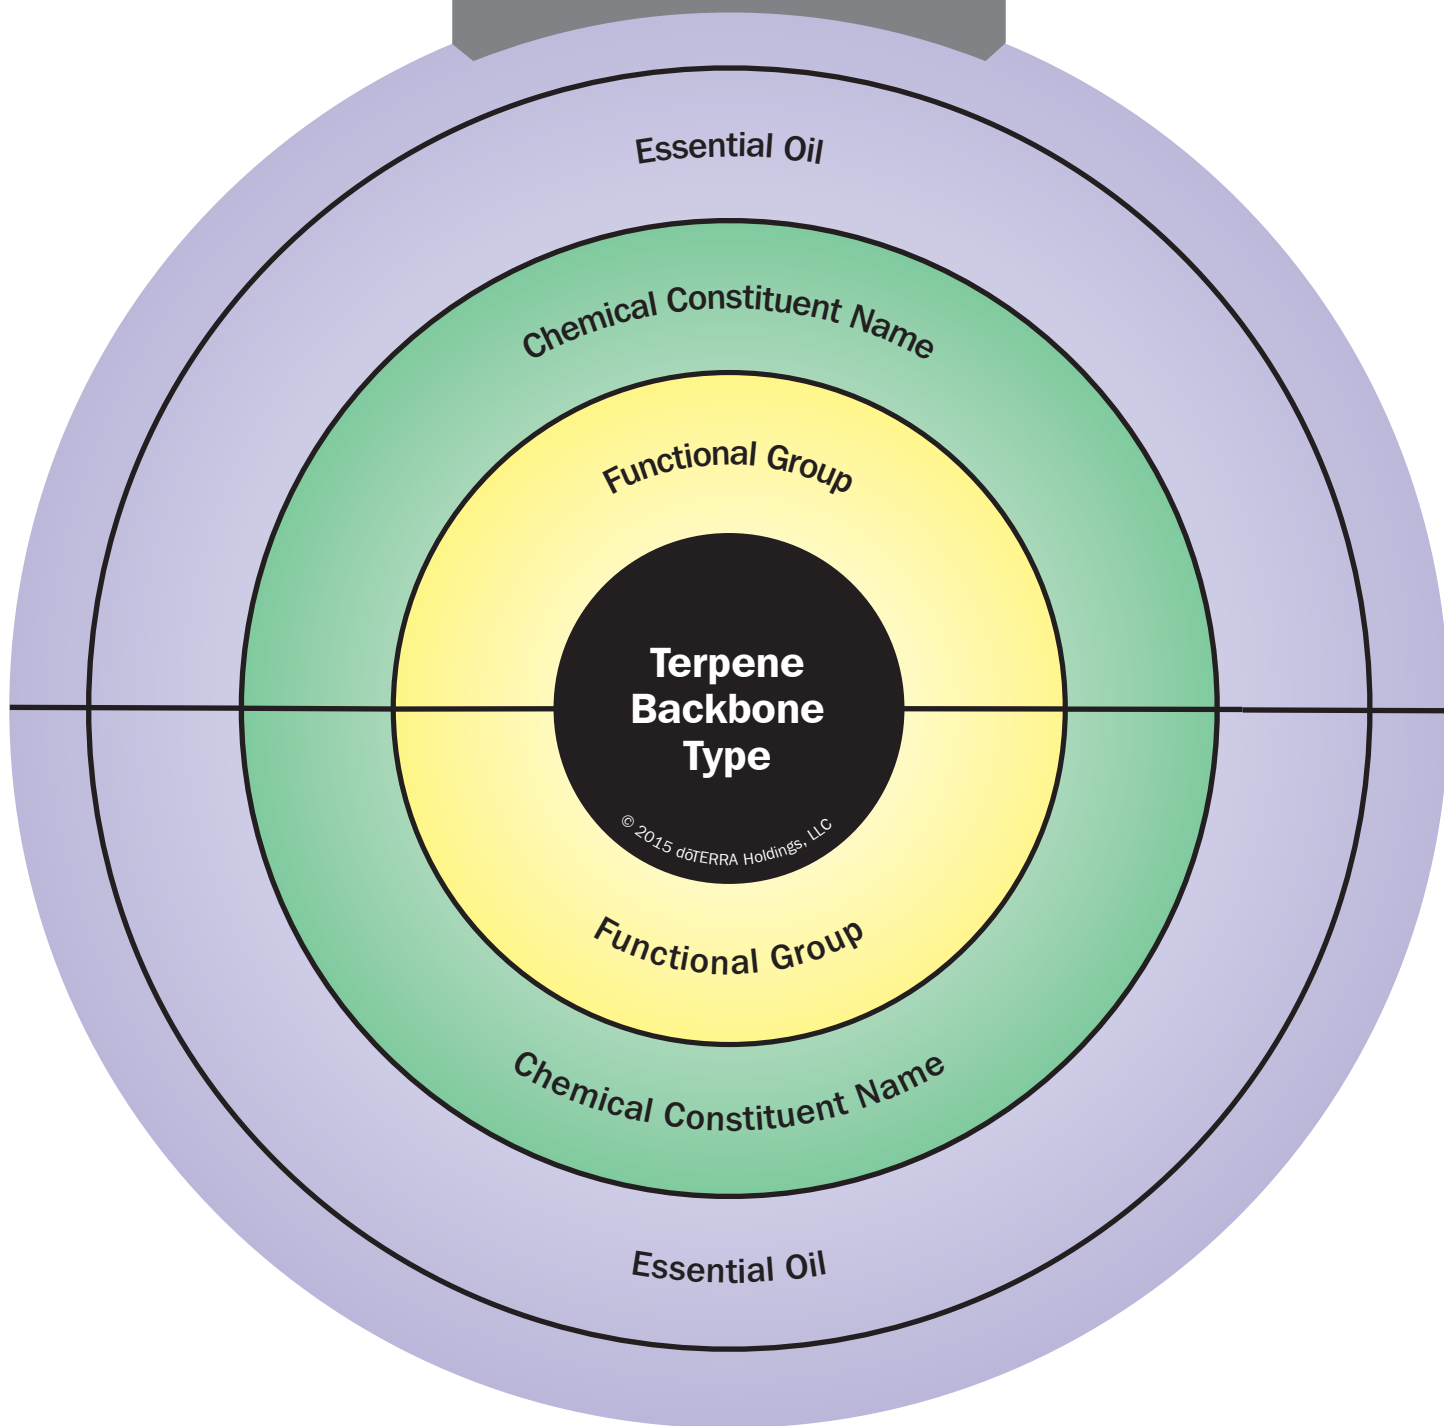 Essential Oil
Chemical Constituent Name
Functional Group
Terpene
Backbone
Type
© 2015 dōTERRA Holdings, LLC
Functional Group
Chemical Constituent Name
Essential Oil